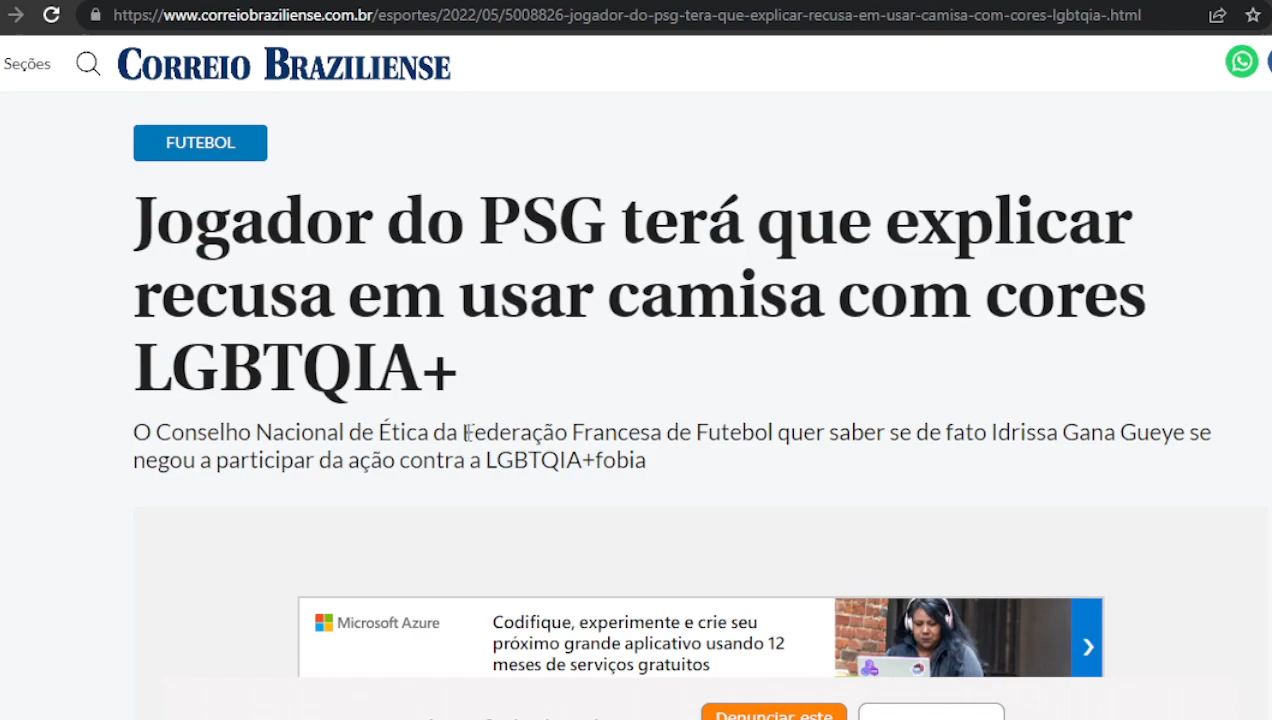 https://www.correiobraziliense.com.br/esportes/2022/05/5008826-jogador-do-psg-tera-que-explicar-recusa-em-usar-camisa-com-cores-lgbtqia-.html
Seções
CORREIO BRAZILIENSE
FUTEBOL
Jogador do PSG terá que explicar
recusa em usar camisa com cores
LGBTQIA+
O Conselho Nacional de Ética da Federação Francesa de Futebol quer saber se de fato Idrissa Gana Gueye se
negou a participar da ação contra a LGBTQIA+fobia
Microsoft Azure
Codifique, experimente e crie seu
próximo grande aplicativo usando 12
meses de serviços gratuitos
Denunciar este